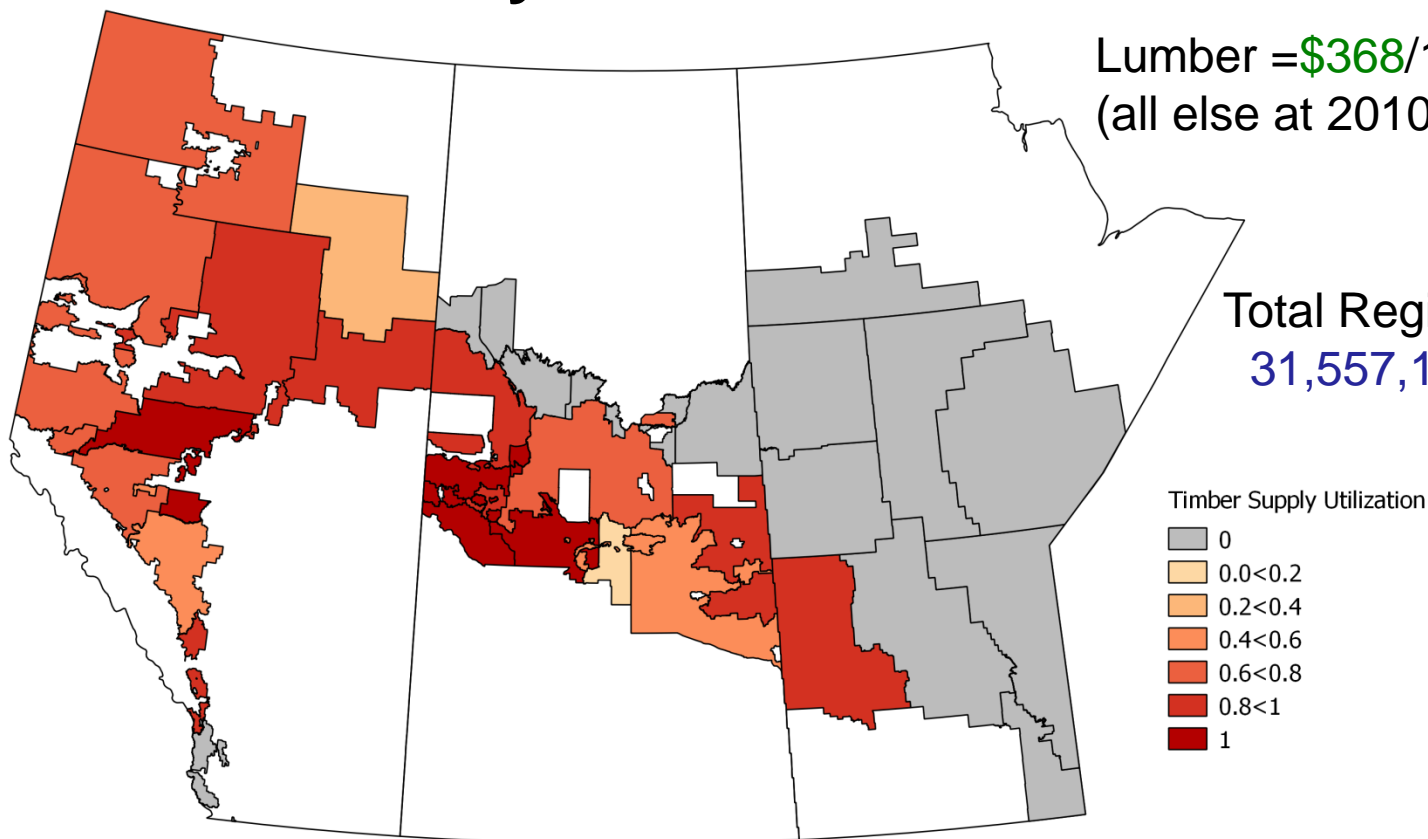 Lumber =$368/1
(all else at 2010
Total Reg
31,557,1
Timber Supply Utilization
0
0.0<0.2
0.2<0.4
0.4<0.6
0.6<0.8
0.8<1
1